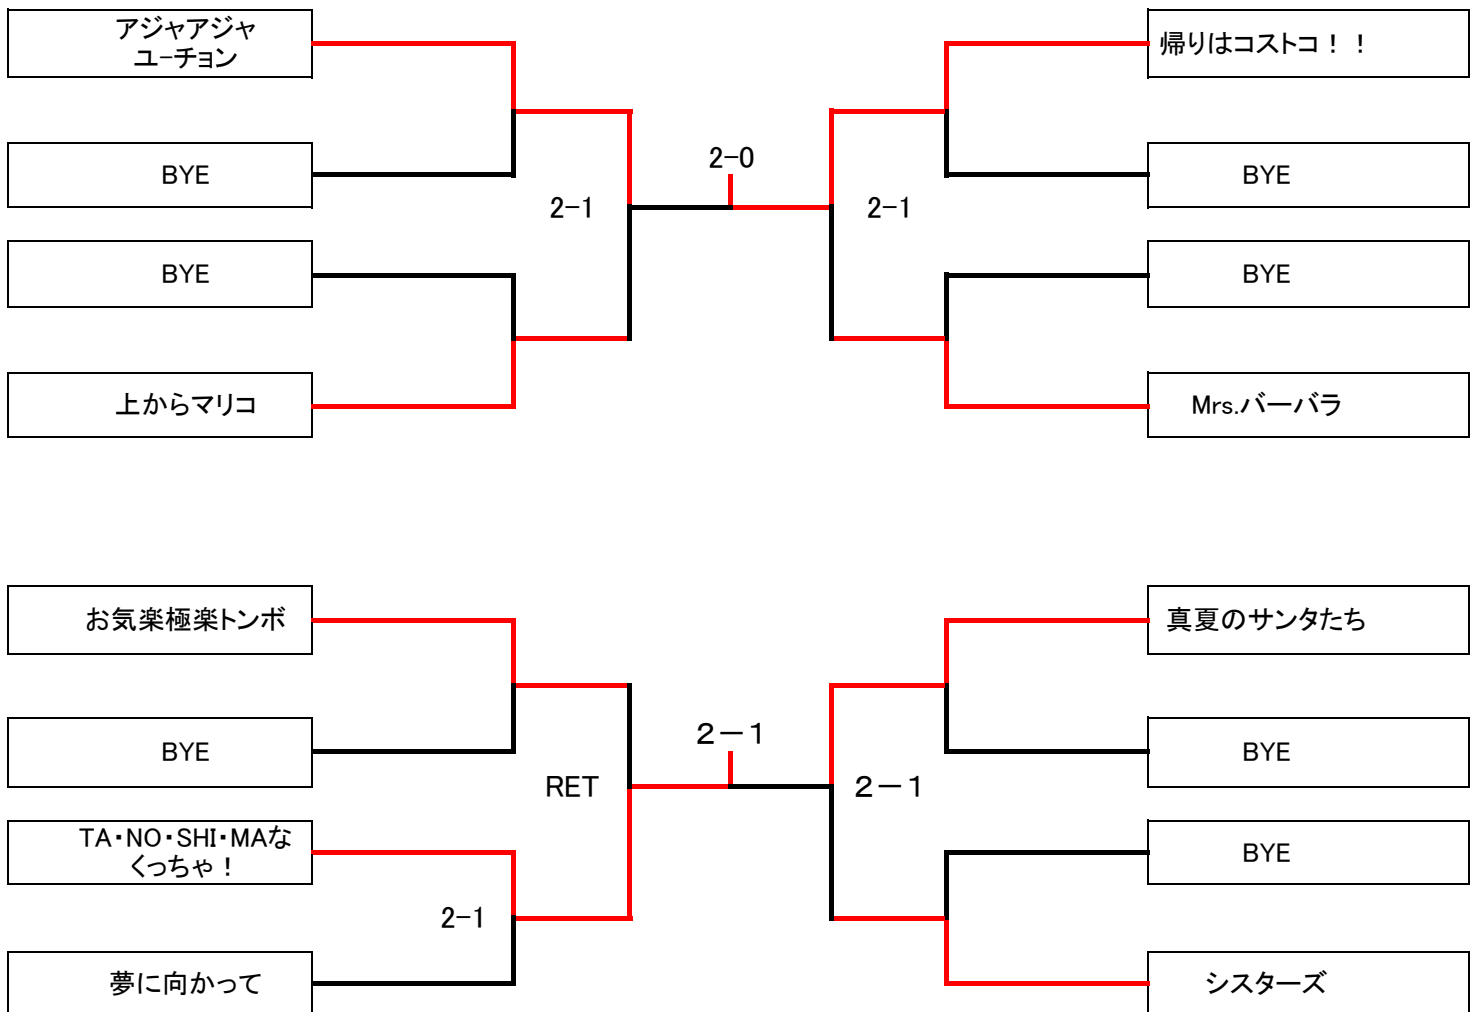 アジャアジャ
ユーチョン
帰りはコストコ！！
BYE
2-0
BYE
2-1
2-1
BYE
BYE
上からマリコ
Mrs.バーバラ
お気楽極楽トンボ
真夏のサンタたち
BYE
２－１
BYE
RET
２－１
TA・NO・SHI・MAな
くっちゃ！
BYE
2-1
夢に向かって
シスターズ